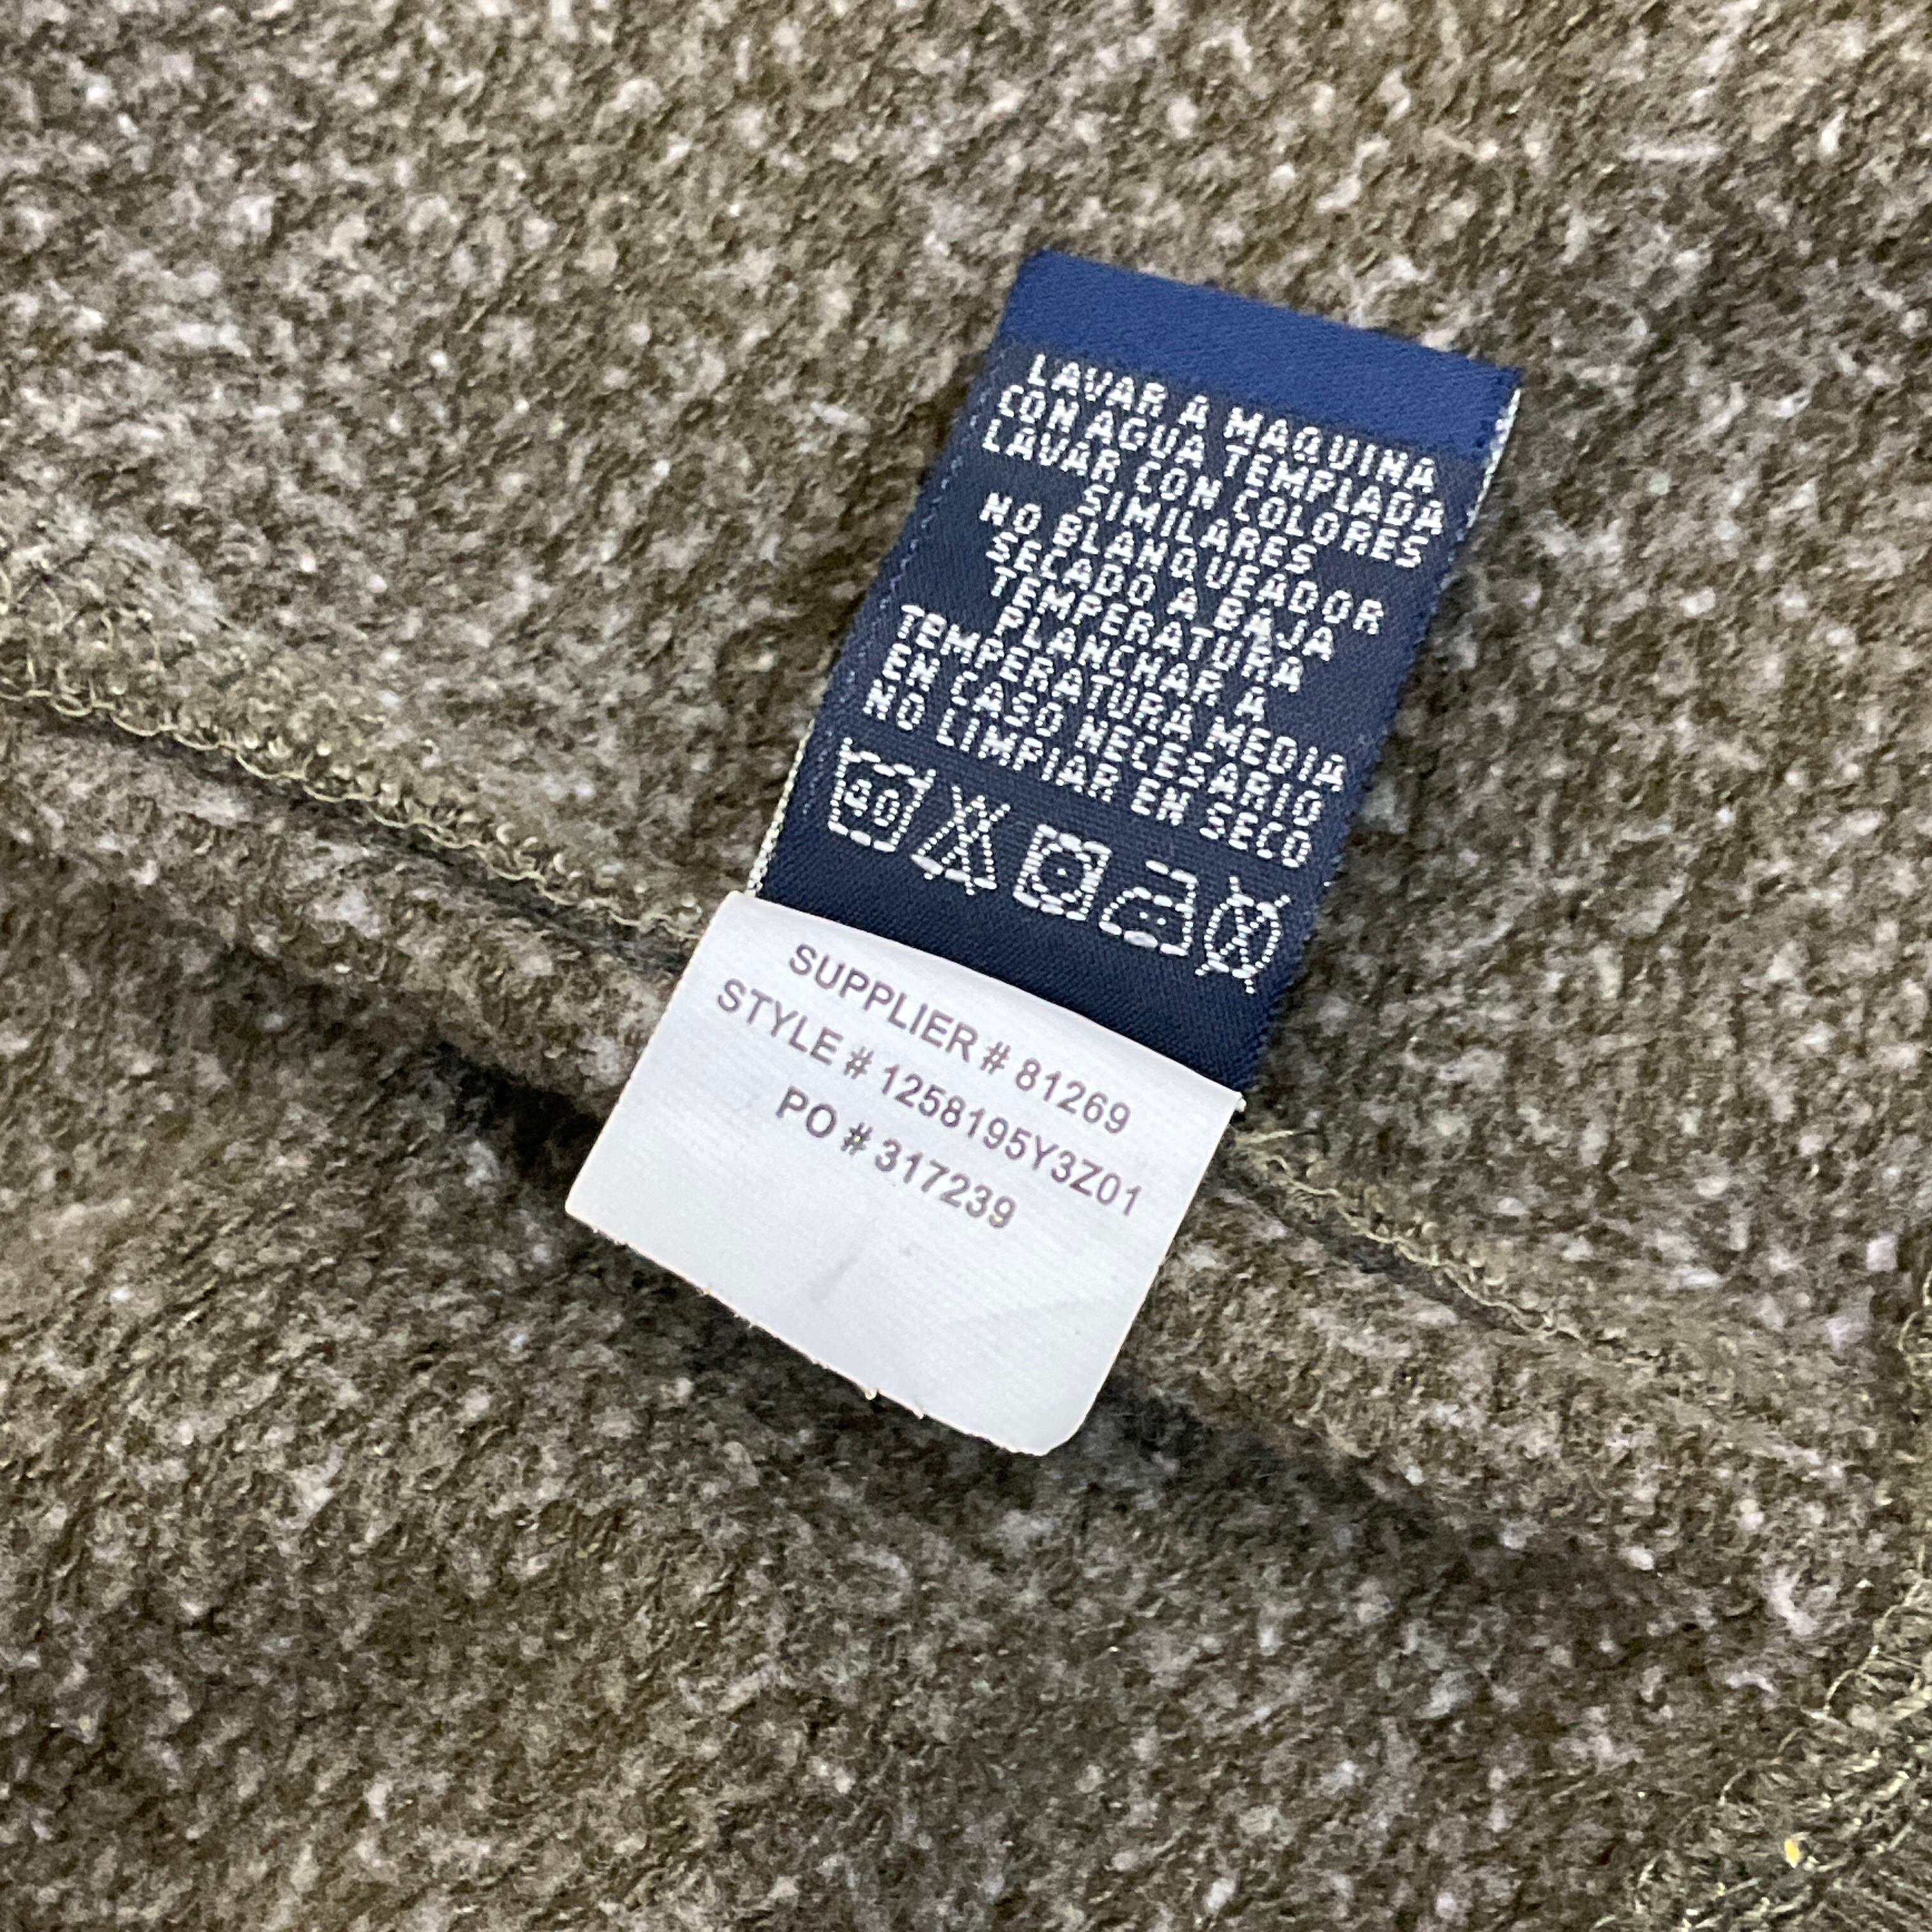 LAVAR A MAQUINA
CON AGUA TEMPLADA
LAVAR CON COLORES
SIMILARES
NO BLANQUEADOR
SECADO A BAJA
TEMPERATURA
PLANCHAR A
TEMPERATURA MEDIA
EN CASO NECESARIO
NO LIMPIAR EN SECO
40
SUPPLIER # 81269
STYLE # 1258195Y3Z01
PO # 317239